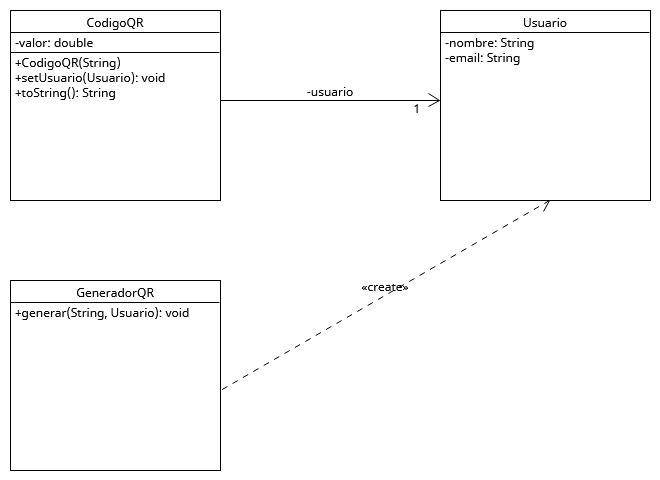 CodigoQR
-valor: double
+CodigoQR(String)
+setUsuario(Usuario): void
+toString(): String
-usuario
1
Usuario
-nombre: String
-email: String
«create»
GeneradorQR
+generar(String, Usuario): void